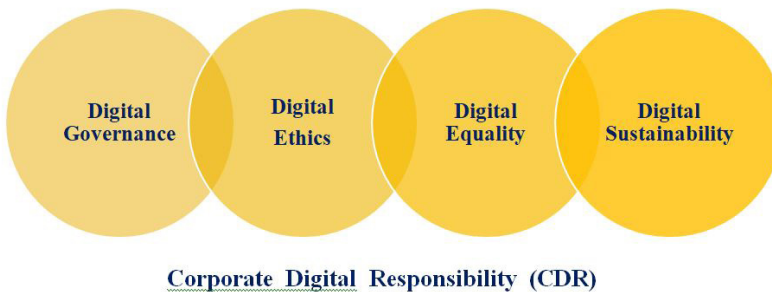 Digital
Governance
Digital
Ethics
Digital
Equality
Digital
Sustainability
Corporate Digital Responsibility (CDR)